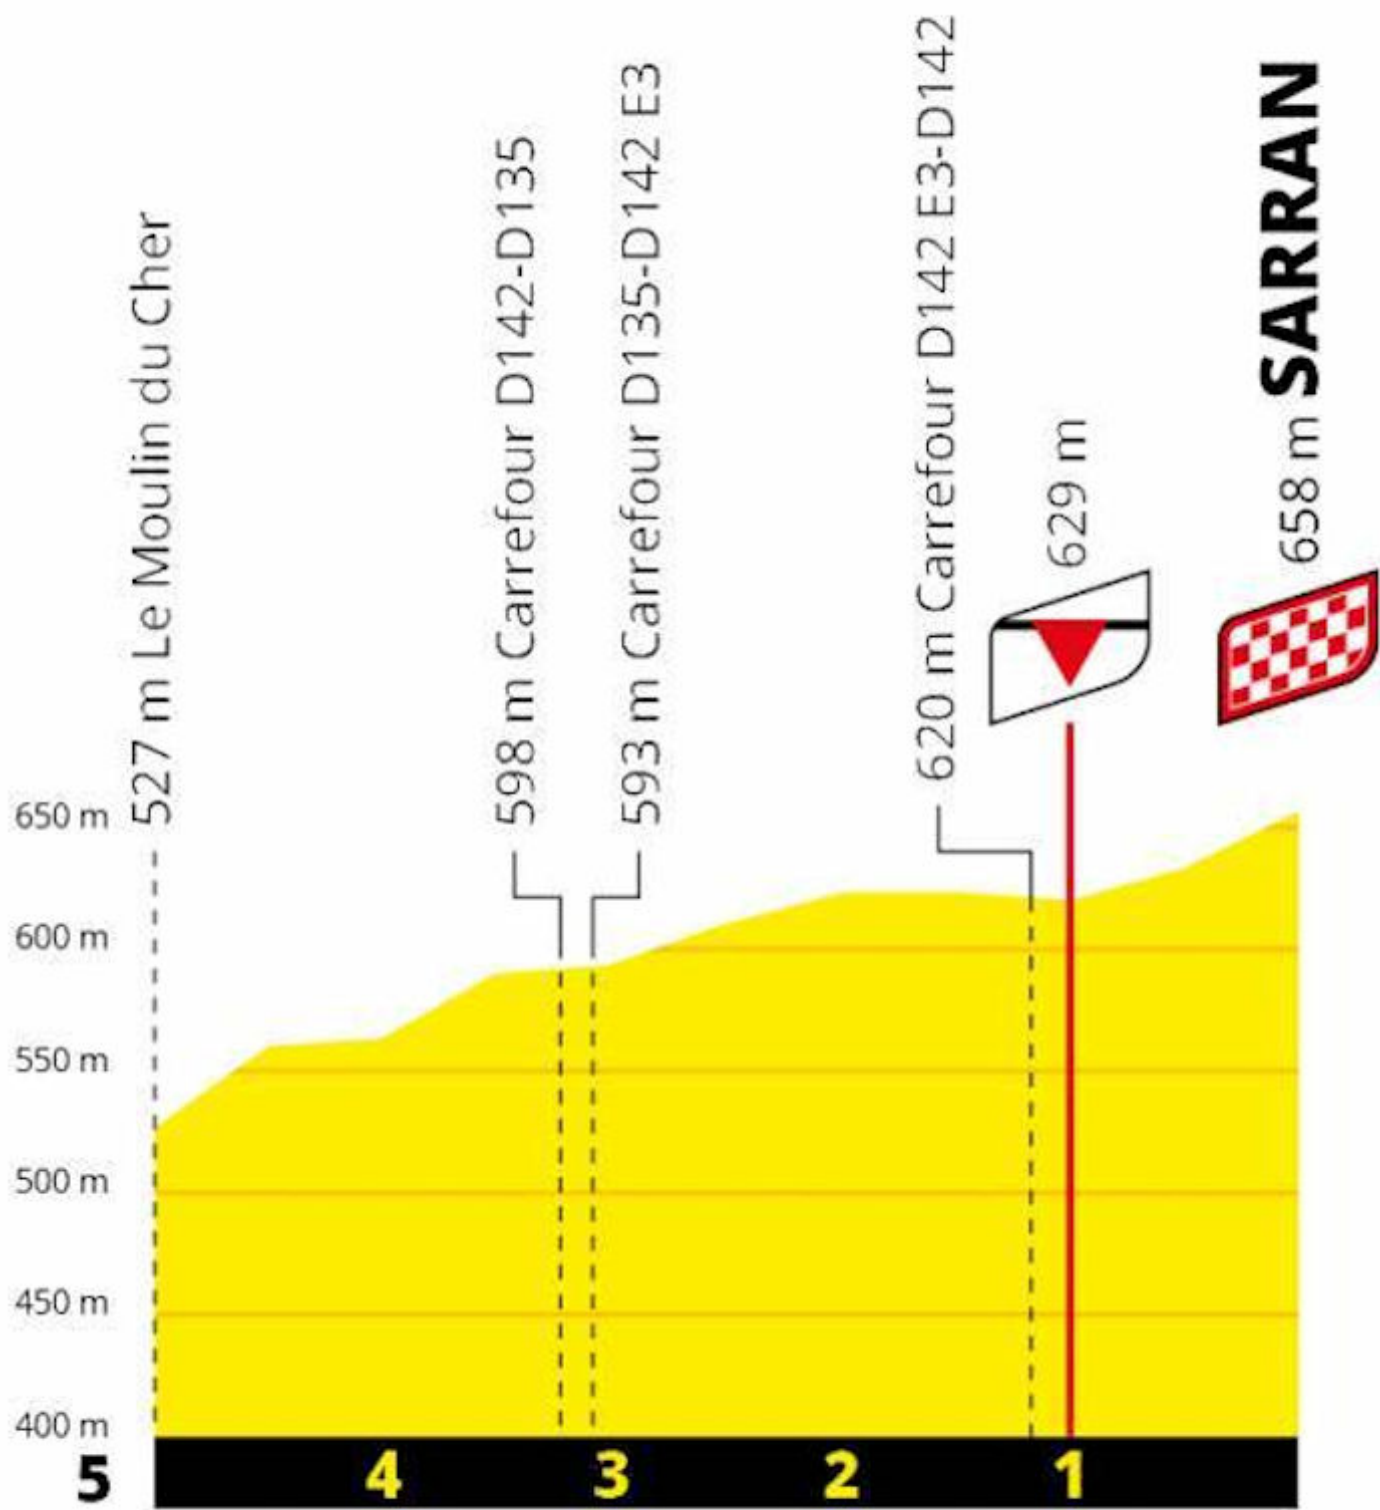 527 m Le Moulin du Cher
598 m Carrefour D142-D135
593 m Carrefour D135-D142 E3
620 m Carrefour D142 E3-D142
629 m
658 m SARRAN
650 m
600 m
550 m
500 m
450 m
400 m
5 4 3 2 1